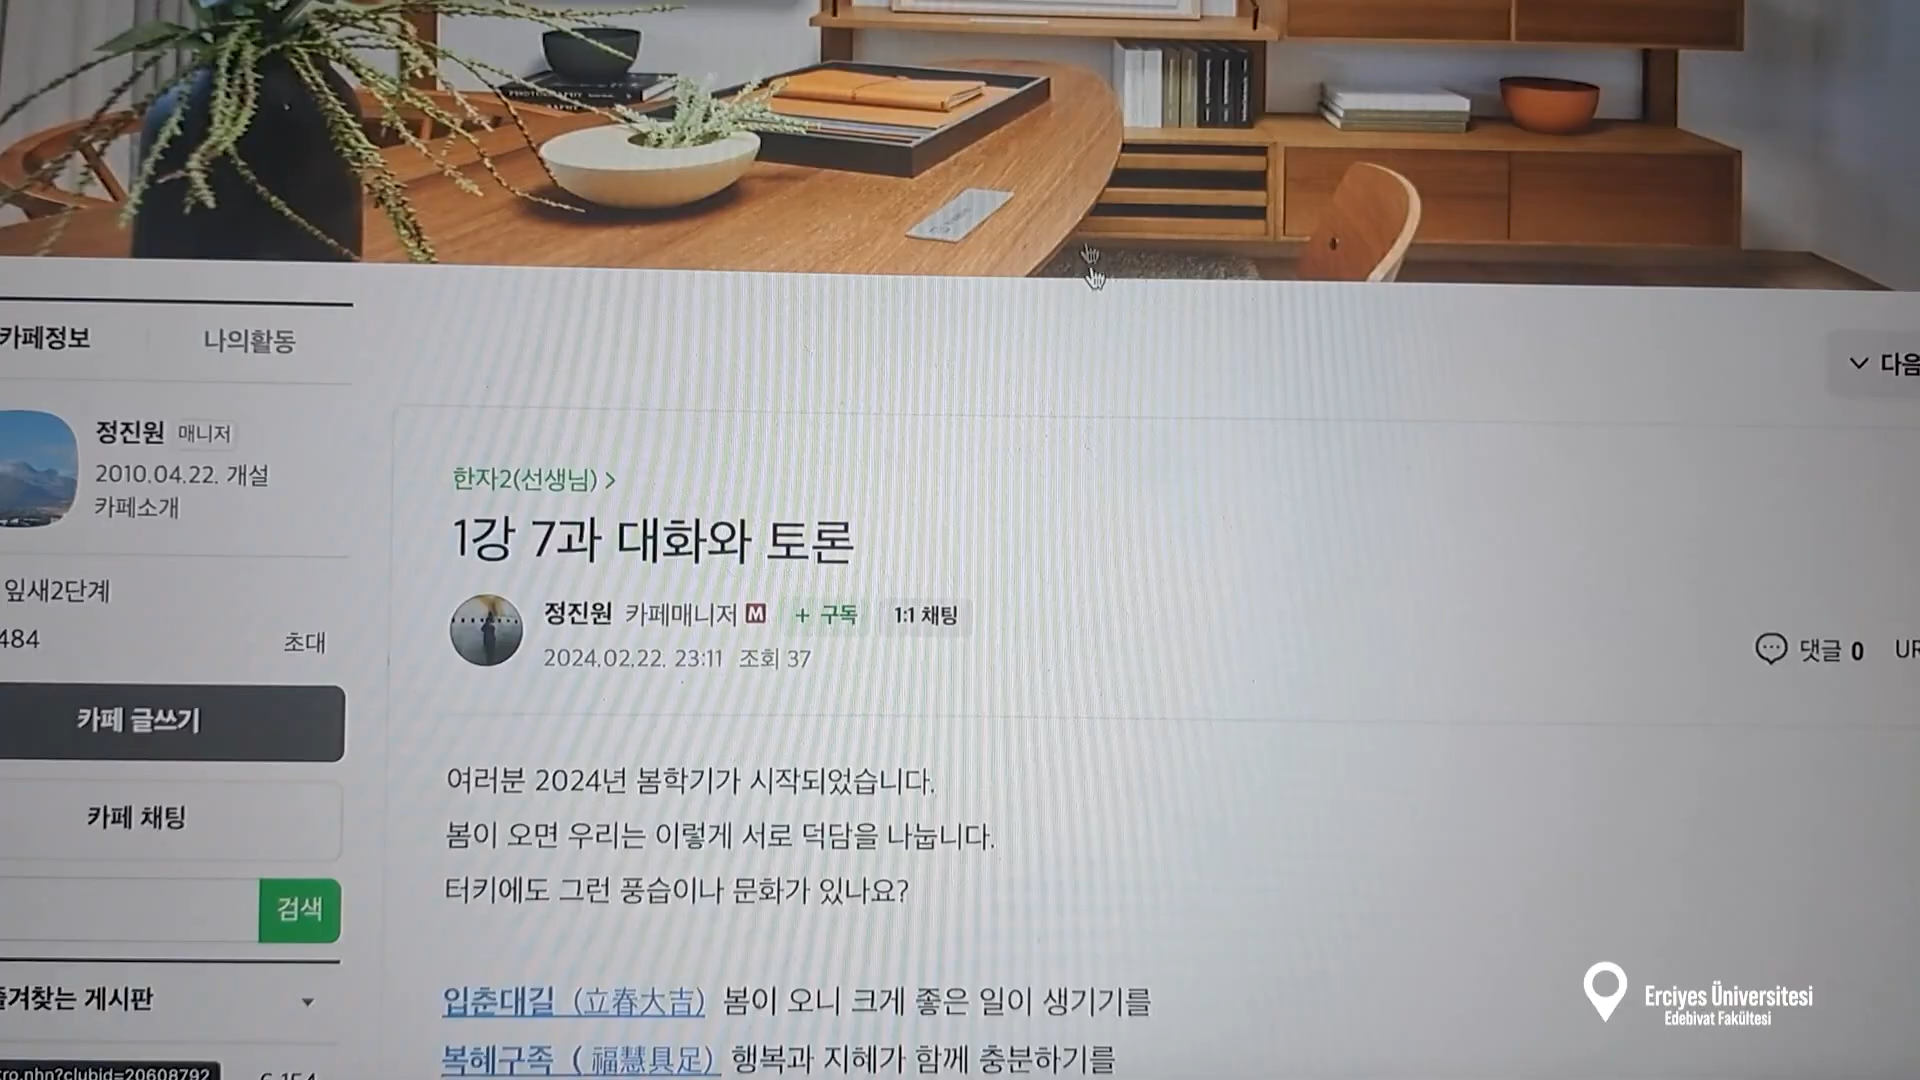 PHOTOGRAPHY
카페정보
나의활동
다음
정진원 매니저
2010.04.22. 개설
카페소개
잎새2단계
484
초대
카페 글쓰기
카페 채팅
검색
즐겨찾는 게시판
한자2(선생님) >
1강 7과 대화와 토론
정진원 카페매니저 M + 구독 1:1 채팅
2024.02.22. 23:11 조회 37
댓글 0
여러분 2024년 봄학기가 시작되었습니다.
봄이 오면 우리는 이렇게 서로 덕담을 나눕니다.
터키에도 그런 풍습이나 문화가 있나요?
입춘대길 (立春大吉) 봄이 오니 크게 좋은 일이 생기기를
복혜구족 ( 福慧具足) 행복과 지혜가 함께 충분하기를
ro.nhn?clubid=20608792
Erciyes Üniversitesi
Edebiyat Fakültesi